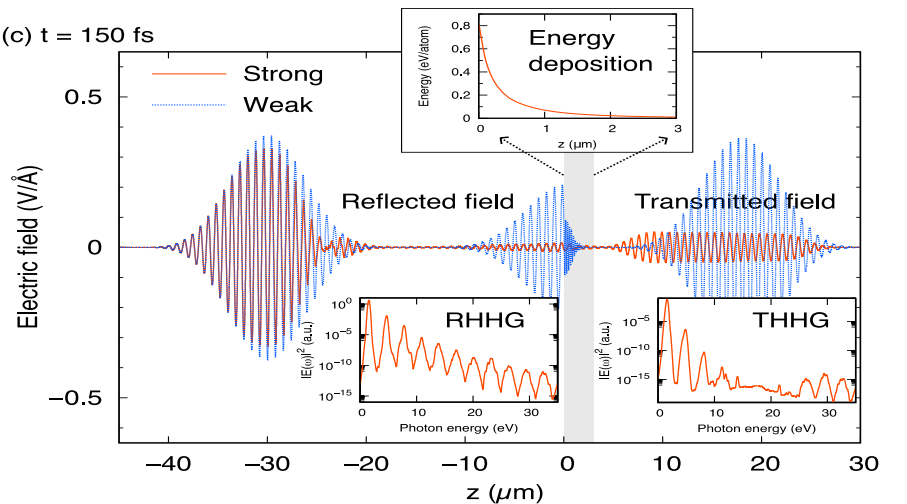 (c) t = 150 fs
Strong
Weak
Energy
deposition
Energy (eV/atom)
0.8
0.6
0.4
0.2
0
0
1
2
3
z (μm)
Reflected field
Transmitted field
Electric field (V/Å)
0.5
0
−0.5
RHHG
|E(ω)|² (a.u.)
10⁰
10⁻⁵
10⁻¹⁰
10⁻¹⁵
0
10
20
30
Photon energy (eV)
THHG
|E(ω)|² (a.u.)
10⁻⁵
10⁻¹⁰
10⁻¹⁵
0
10
20
30
Photon energy (eV)
−40
−30
−20
−10
0
10
20
30
z (μm)